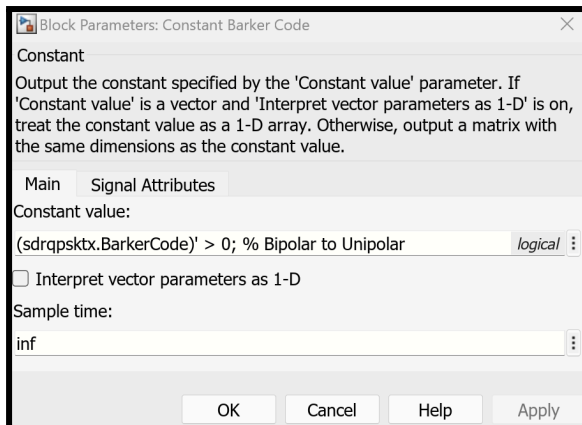 Block Parameters: Constant Barker Code
Constant
Output the constant specified by the 'Constant value' parameter. If
'Constant value' is a vector and 'Interpret vector parameters as 1-D' is on,
treat the constant value as a 1-D array. Otherwise, output a matrix with
the same dimensions as the constant value.
Main Signal Attributes
Constant value:
(sdrqpsktx.BarkerCode)' > 0; % Bipolar to Unipolar logical
Interpret vector parameters as 1-D
Sample time:
inf
OK Cancel Help Apply